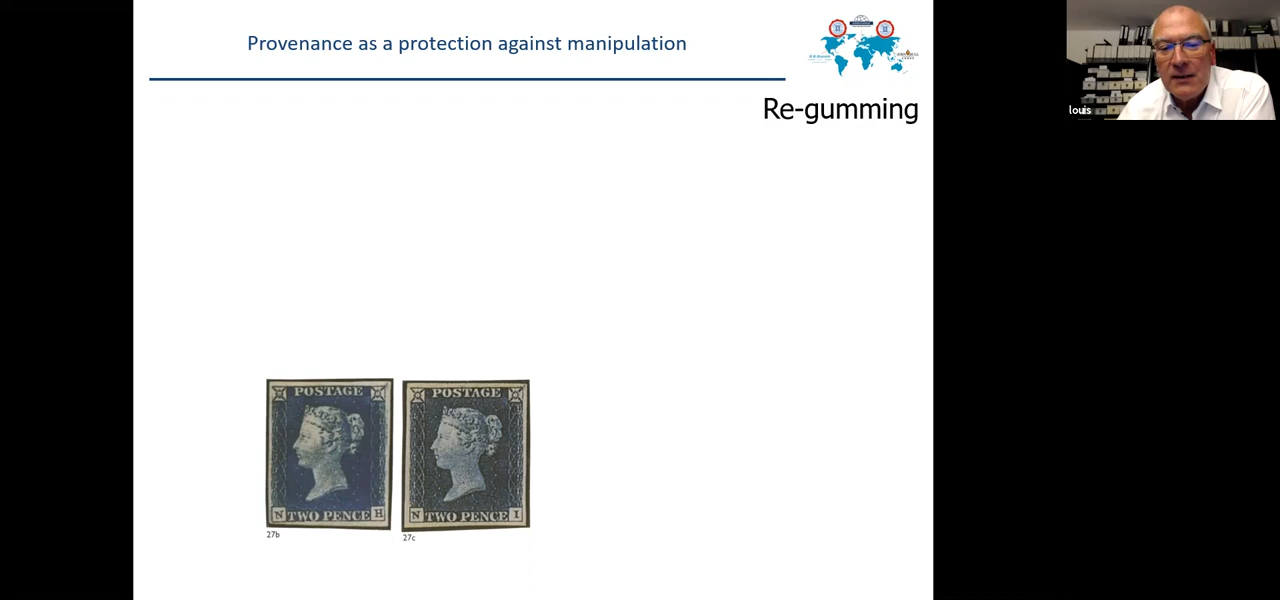 Provenance as a protection against manipulation
Re-gumming
louis
POSTAGE
N TWO PENCE H
27b
POSTAGE
N TWO PENCE I
27c